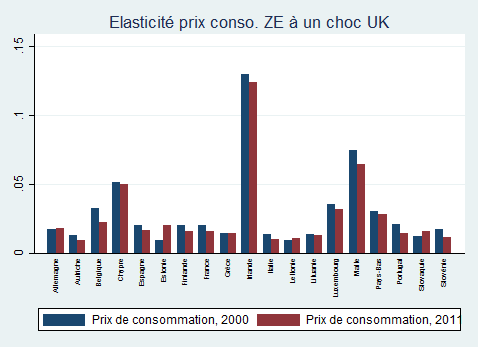 Elasticité prix conso. ZE à un choc UK
.15
.1
.05
0
Allemagne
Autriche
Belgique
Chypre
Espagne
Estonie
Finlande
France
Grèce
Irlande
Italie
Lettonie
Lituanie
Luxembourg
Malte
Pays-Bas
Portugal
Slovaquie
Slovénie
Prix de consommation, 2000
Prix de consommation, 2011